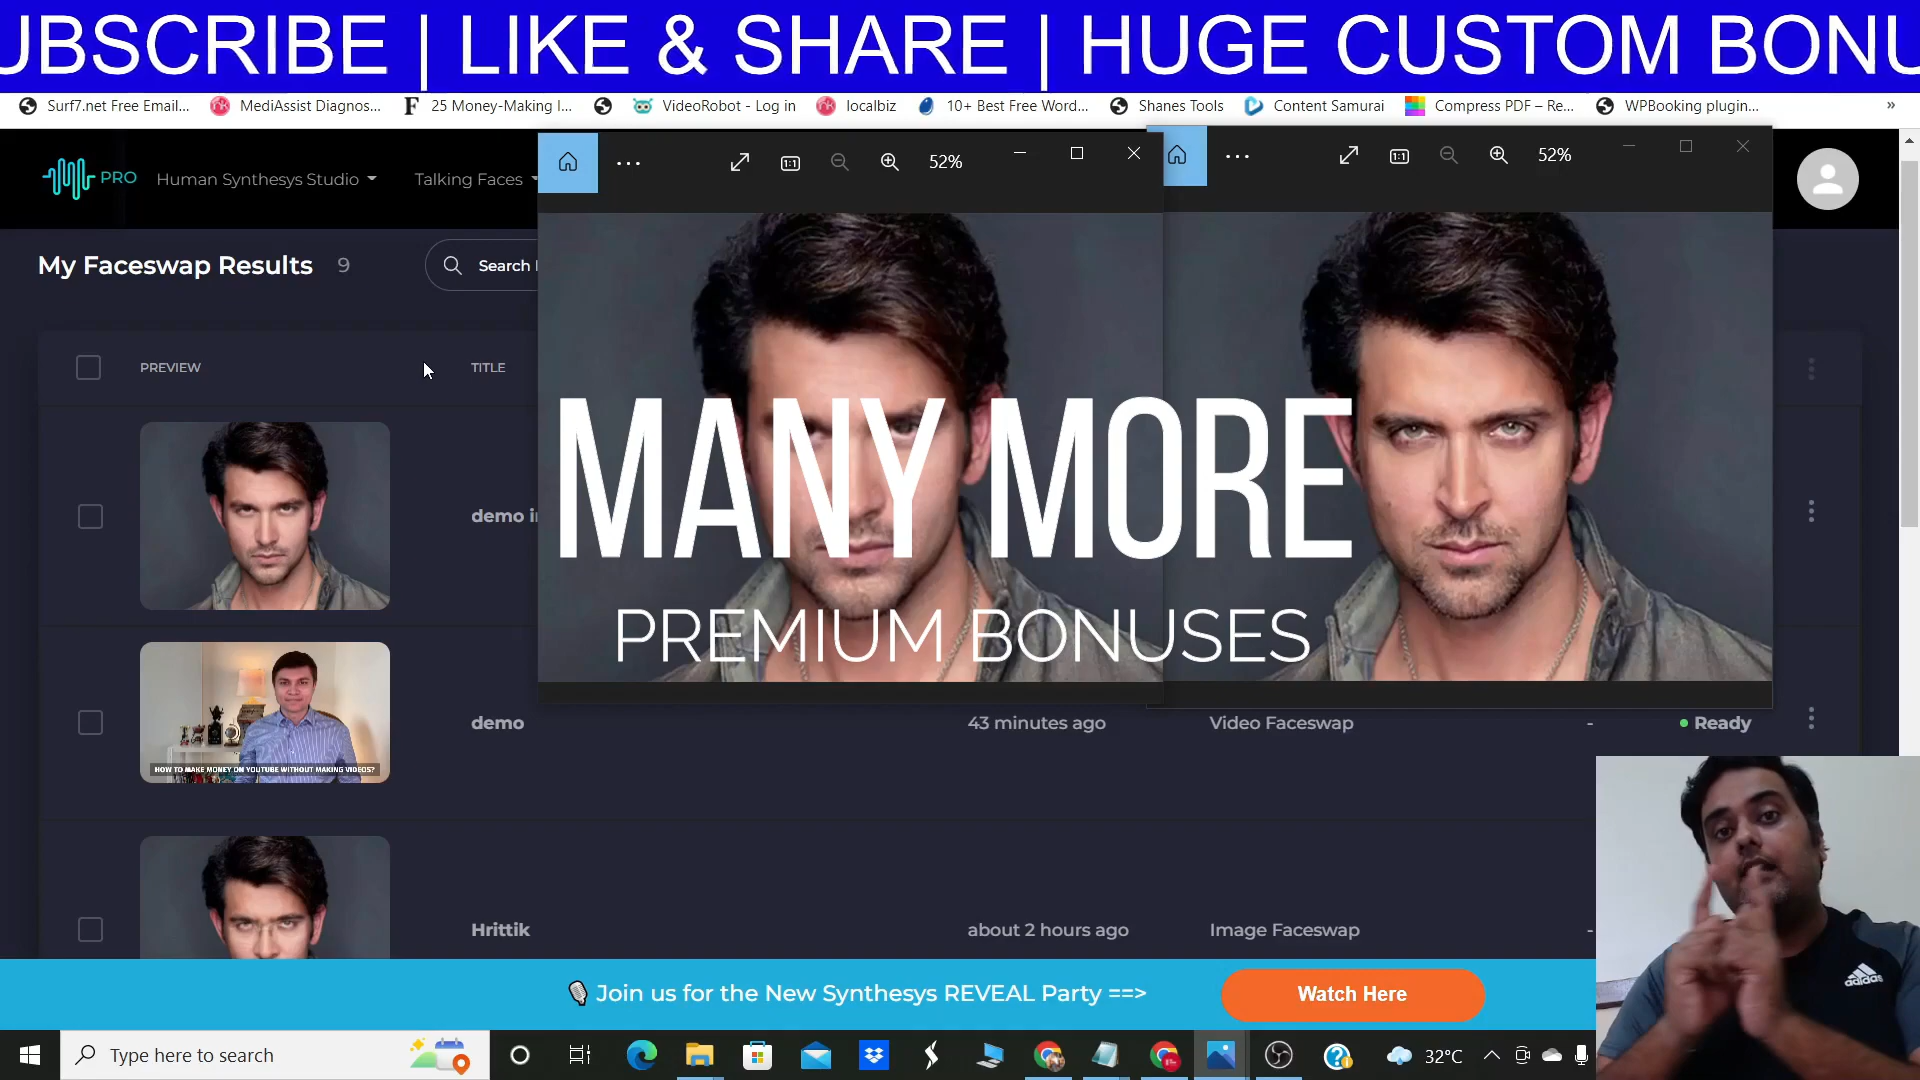 UBSCRIBE | LIKE & SHARE | HUGE CUSTOM BONU
Surf7.net Free Email...
MediAssist Diagnos...
25 Money-Making I...
VideoRobot - Log in
localbiz
10+ Best Free Word...
Shanes Tools
Content Samurai
Compress PDF – Re...
WPBooking plugin...
»
PRO
Human Synthesys Studio
Talking Faces
52%
52%
My Faceswap Results 9
Search
PREVIEW
TITLE
demo
MANY MORE
PREMIUM BONUSES
HOW TO MAKE MONEY ON YOUTUBE WITHOUT MAKING VIDEOS?
demo
43 minutes ago
Video Faceswap
-
Ready
Hrittik
about 2 hours ago
Image Faceswap
-
adidas
Join us for the New Synthesys REVEAL Party ==>
Watch Here
Type here to search
32°C